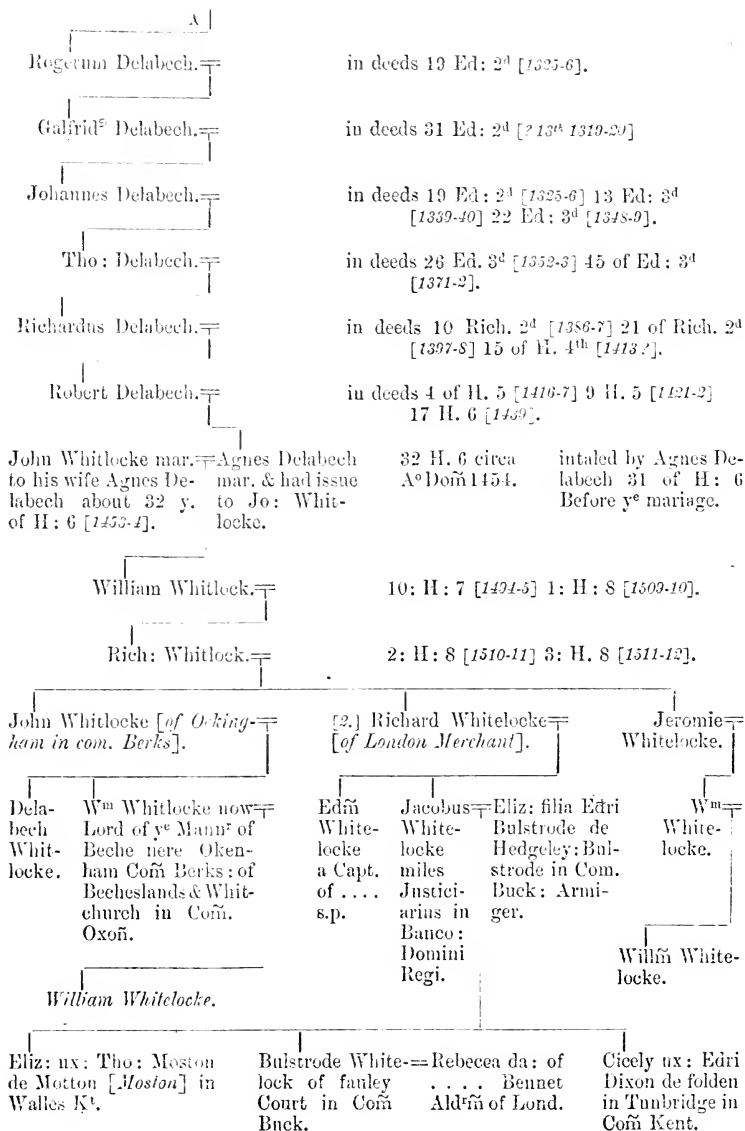 A
Rogerum Delabech. in deeds 19 Ed: 2ᵈ [1325-6].
Galfridˢ Delabech. in deeds 31 Ed: 2ᵈ [? 13ᵗʰ 1319-20]
Johannes Delabech. in deeds 19 Ed: 2ᵈ [1325-6] 13 Ed: 3ᵈ
[1339-40] 22 Ed: 3ᵈ [1348-9].
Tho: Delabech. in deeds 26 Ed. 3ᵈ [1352-3] 45 of Ed: 3ᵈ
[1371-2].
Richardus Delabech. in deeds 10 Rich. 2ᵈ [1386-7] 21 of Rich. 2ᵈ
[1397-8] 15 of H. 4ᵗʰ [1413?].
Robert Delabech. in deeds 4 of H. 5 [1416-7] 9 H. 5 [1421-2]
17 H. 6 [1439].
John Whitlocke mar.
to his wife Agnes De-
labech about 32 y.
of H: 6 [1453-4].
Agnes Delabech
mar. & had issue
to Jo: Whit-
locke.
32 H. 6 circa
Aᵒ Dom̃ 1454.
intaled by Agnes De-
labech 31 of H: 6
Before yᵉ mariage.
William Whitlock. 10: H: 7 [1494-5] 1: H: 8 [1509-10].
Rich: Whitlock. 2: H: 8 [1510-11] 3: H. 8 [1511-12].
John Whitlocke [of Ocking-
ham in com. Berks].
[2.] Richard Whitelocke
[of London Merchant].
Jeromie
Whitelocke.
Dela-
bech
Whit-
locke.
Wᵐ Whitlocke now
Lord of yᵉ Mannʳ of
Beche nere Oken-
ham Com̃ Berks: of
Becheslands & Whit-
church in Com̃.
Oxoñ.
Edm̃
White-
locke
a Capt.
of ....
s.p.
Jacobus
White-
locke
miles
Justici-
arius in
Banco:
Domini
Regi.
Eliz: filia Edri
Bulstrode de
Hedgeley: Bul-
strode in Com.
Buck: Armi-
ger.
Wᵐ
White-
locke.
Willm̃ White-
locke.
William Whitelocke.
Eliz: ux: Tho: Moston
de Motton [Moston] in
Walles Kᵗ.
Bulstrode White-
lock of fanley
Court in Com̃
Buck.
Rebecea da: of
.... Bennet
Aldʳm̃ of Lond.
Cicely ux: Edri
Dixon de folden
in Tunbridge in
Com̃ Kent.